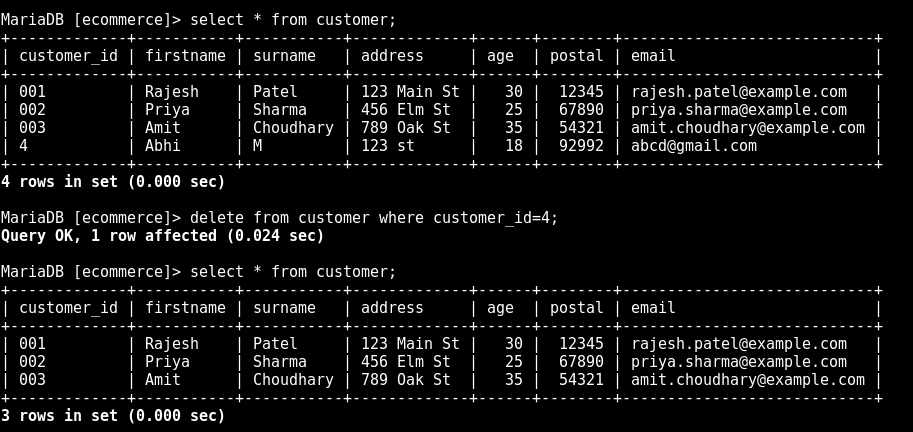 MariaDB [ecommerce]> select * from customer;
+-------------+-----------+-----------+-------------+------+--------+----------------------------+
| customer_id | firstname | surname   | address     | age  | postal | email                      |
+-------------+-----------+-----------+-------------+------+--------+----------------------------+
| 001         | Rajesh    | Patel     | 123 Main St |   30 |  12345 | rajesh.patel@example.com   |
| 002         | Priya     | Sharma    | 456 Elm St  |   25 |  67890 | priya.sharma@example.com   |
| 003         | Amit      | Choudhary | 789 Oak St  |   35 |  54321 | amit.choudhary@example.com |
| 4           | Abhi      | M         | 123 st      |   18 |  92992 | abcd@gmail.com             |
+-------------+-----------+-----------+-------------+------+--------+----------------------------+
4 rows in set (0.000 sec)

MariaDB [ecommerce]> delete from customer where customer_id=4;
Query OK, 1 row affected (0.024 sec)

MariaDB [ecommerce]> select * from customer;
+-------------+-----------+-----------+-------------+------+--------+----------------------------+
| customer_id | firstname | surname   | address     | age  | postal | email                      |
+-------------+-----------+-----------+-------------+------+--------+----------------------------+
| 001         | Rajesh    | Patel     | 123 Main St |   30 |  12345 | rajesh.patel@example.com   |
| 002         | Priya     | Sharma    | 456 Elm St  |   25 |  67890 | priya.sharma@example.com   |
| 003         | Amit      | Choudhary | 789 Oak St  |   35 |  54321 | amit.choudhary@example.com |
+-------------+-----------+-----------+-------------+------+--------+----------------------------+
3 rows in set (0.000 sec)